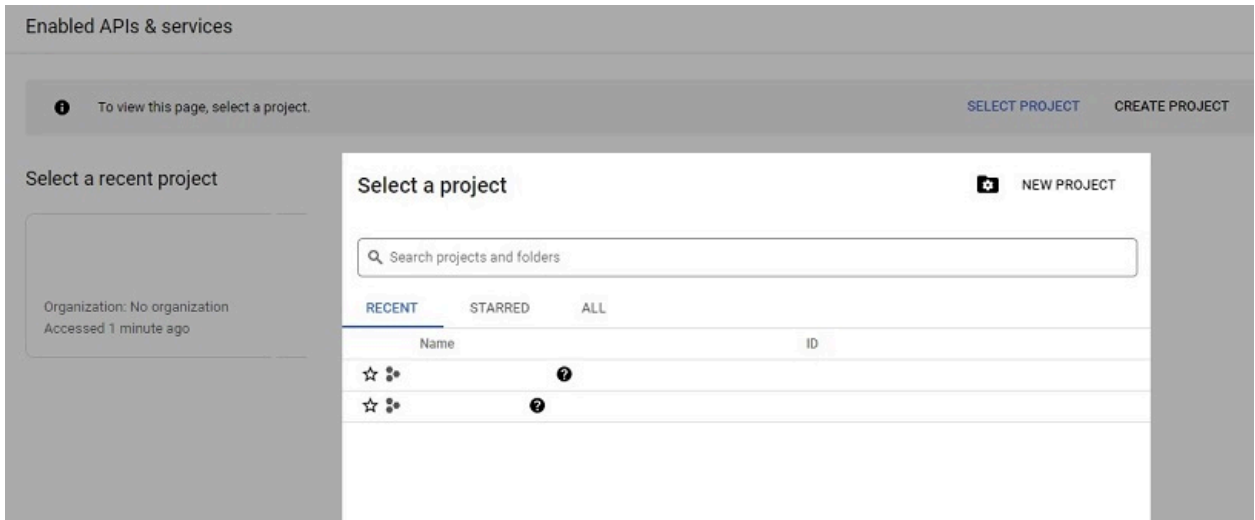 Enabled APIs & services
To view this page, select a project.
SELECT PROJECT
CREATE PROJECT
Select a recent project
Organization: No organization
Accessed 1 minute ago
Select a project
NEW PROJECT
Search projects and folders
RECENT STARRED ALL
Name ID